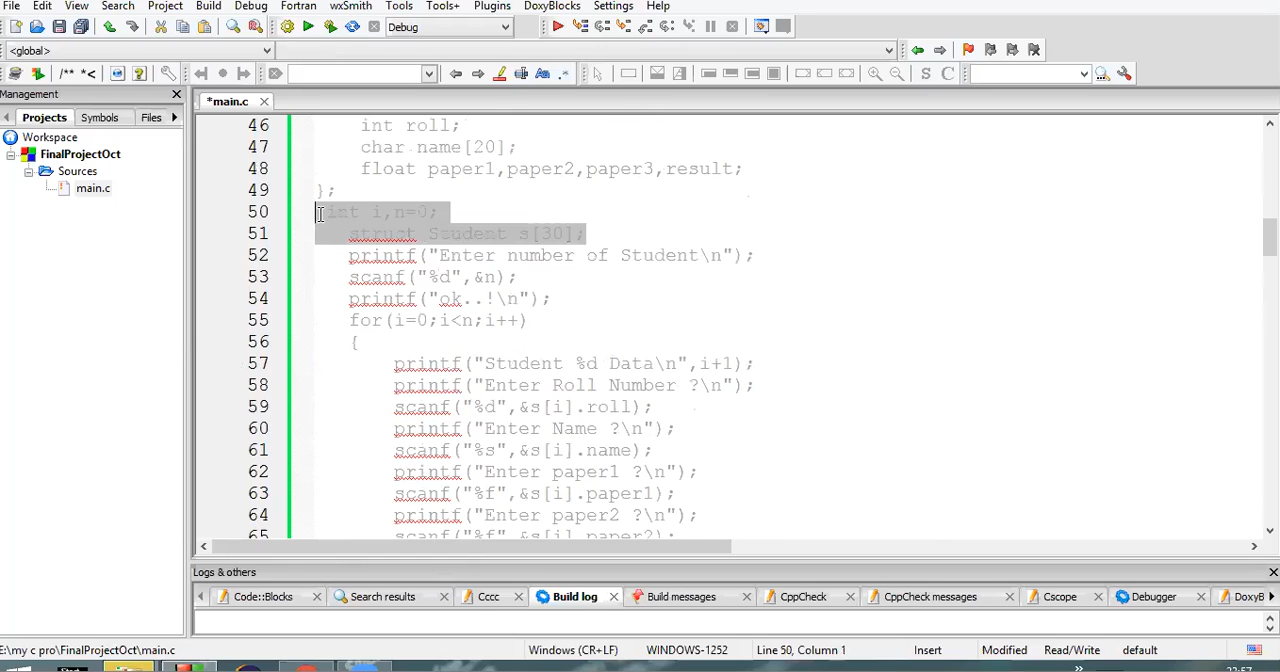 File Edit View Search Project Build Debug Fortran wxSmith Tools Tools+ Plugins DoxyBlocks Settings Help
Debug
<global>
/** *<
S C
Management
*main.c
Projects Symbols Files
Workspace
FinalProjectOct
Sources
main.c
46 int roll;
47 char name[20];
48 float paper1,paper2,paper3,result;
49 };
50 int i,n=0;
51 struct Student s[30];
52 printf("Enter number of Student\n");
53 scanf("%d",&n);
54 printf("ok..!\n");
55 for(i=0;i<n;i++)
56 {
57 printf("Student %d Data\n",i+1);
58 printf("Enter Roll Number ?\n");
59 scanf("%d",&s[i].roll);
60 printf("Enter Name ?\n");
61 scanf("%s",&s[i].name);
62 printf("Enter paper1 ?\n");
63 scanf("%f",&s[i].paper1);
64 printf("Enter paper2 ?\n");
65 scanf("%f",&s[i].paper2);
Logs & others
Code::Blocks Search results Cccc Build log Build messages CppCheck CppCheck messages Cscope Debugger DoxyB
E:\my c pro\FinalProjectOct\main.c Windows (CR+LF) WINDOWS-1252 Line 50, Column 1 Insert Modified Read/Write default
Start 22:57